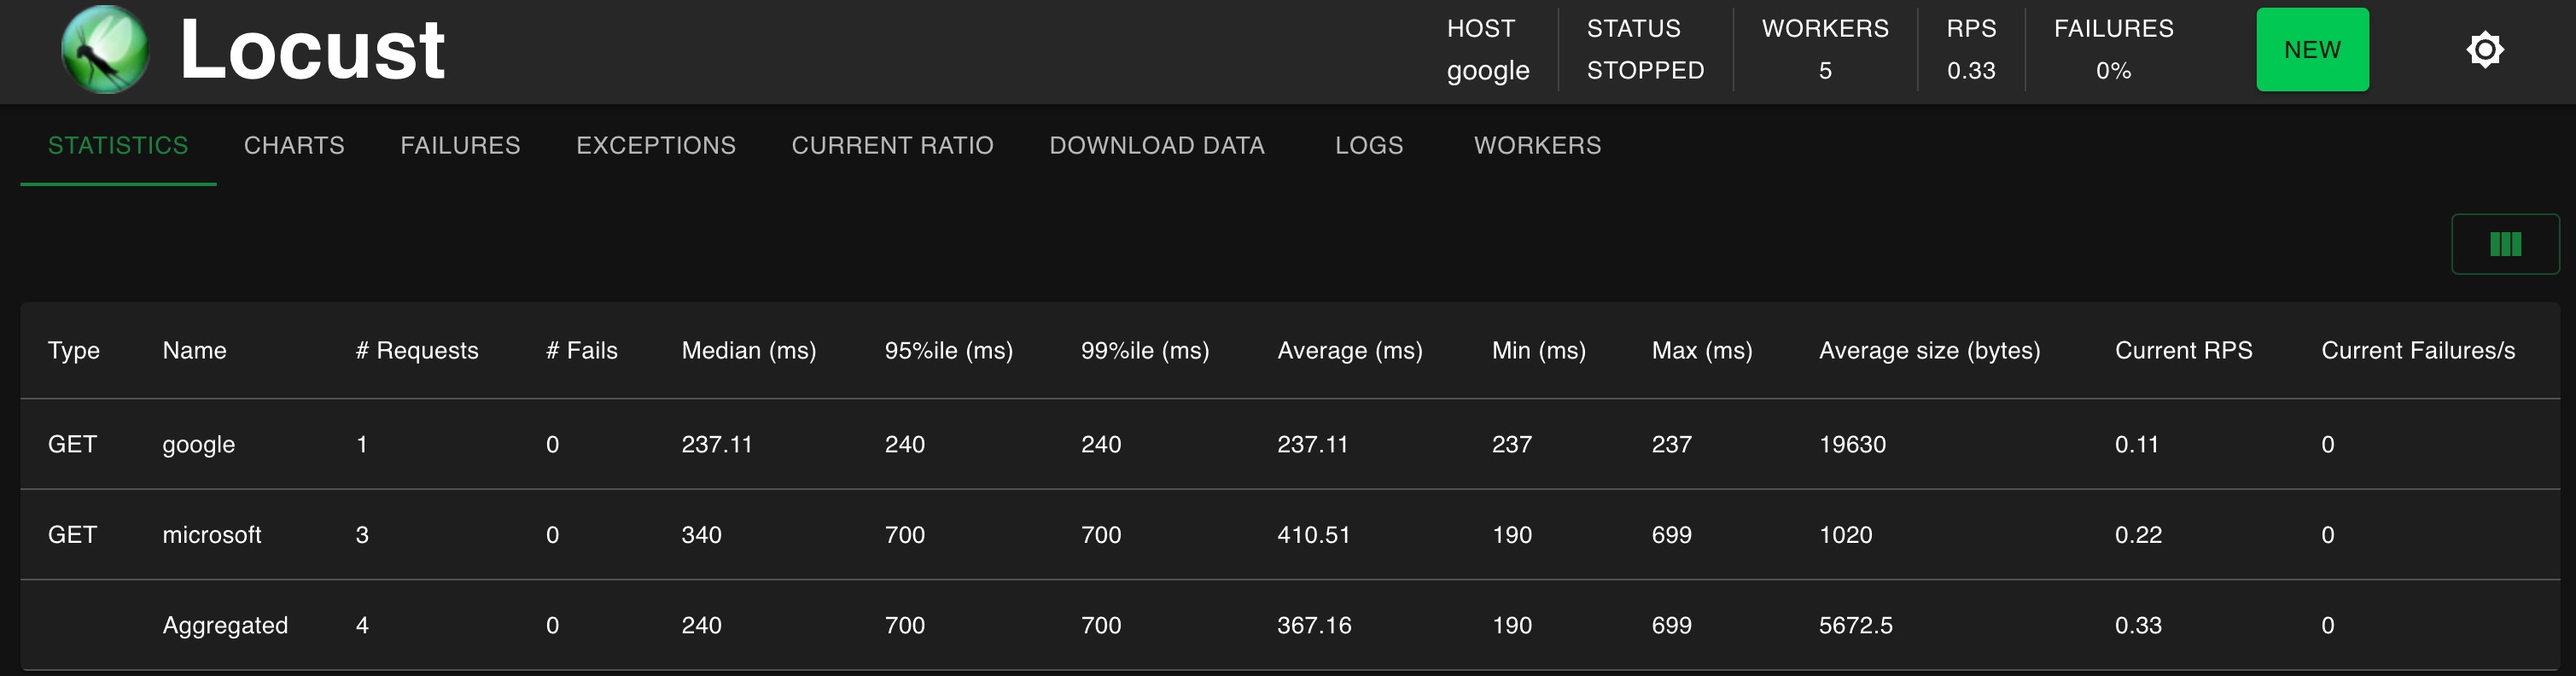 Locust
HOST STATUS WORKERS RPS FAILURES
google STOPPED 5 0.33 0%
NEW
STATISTICS CHARTS FAILURES EXCEPTIONS CURRENT RATIO DOWNLOAD DATA LOGS WORKERS
Type Name # Requests # Fails Median (ms) 95%ile (ms) 99%ile (ms) Average (ms) Min (ms) Max (ms) Average size (bytes) Current RPS Current Failures/s
GET google 1 0 237.11 240 240 237.11 237 237 19630 0.11 0
GET microsoft 3 0 340 700 700 410.51 190 699 1020 0.22 0
Aggregated 4 0 240 700 700 367.16 190 699 5672.5 0.33 0